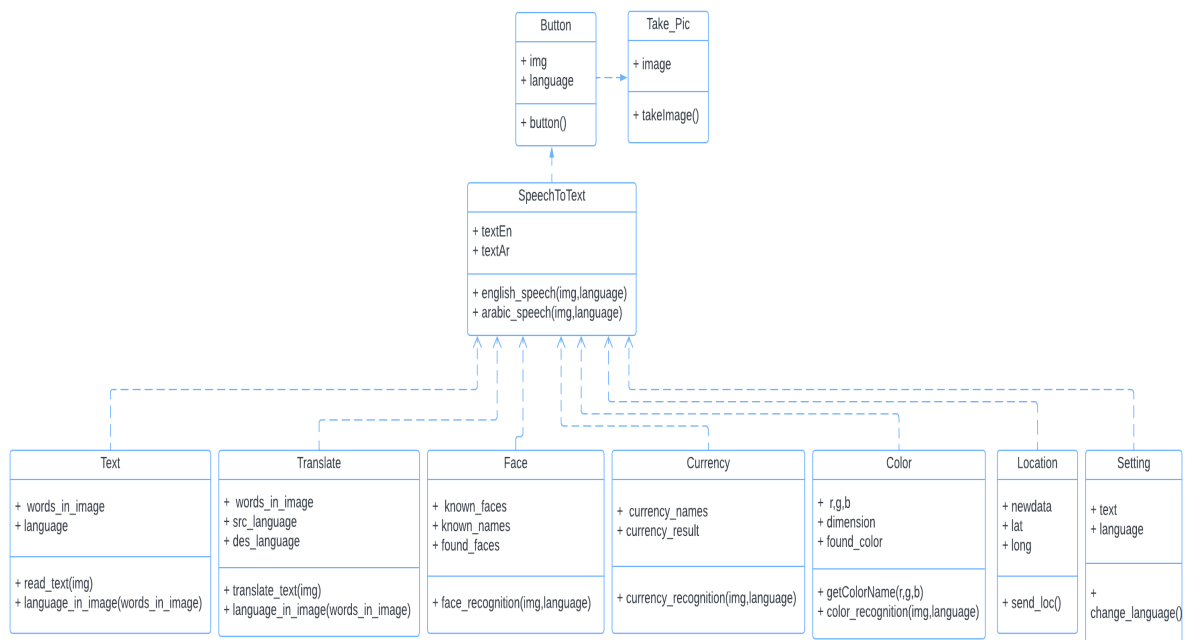 Button
+ img
+ language
+ button()
Take_Pic
+ image
+ takeImage()
SpeechToText
+ textEn
+ textAr
+ english_speech(img,language)
+ arabic_speech(img,language)
Text
+ words_in_image
+ language
+ read_text(img)
+ language_in_image(words_in_image)
Translate
+ words_in_image
+ src_language
+ des_language
+ translate_text(img)
+ language_in_image(words_in_image)
Face
+ known_faces
+ known_names
+ found_faces
+ face_recognition(img,language)
Currency
+ currency_names
+ currency_result
+ currency_recognition(img,language)
Color
+ r,g,b
+ dimension
+ found_color
+ getColorName(r,g,b)
+ color_recognition(img,language)
Location
+ newdata
+ lat
+ long
+ send_loc()
Setting
+ text
+ language
+
change_language()